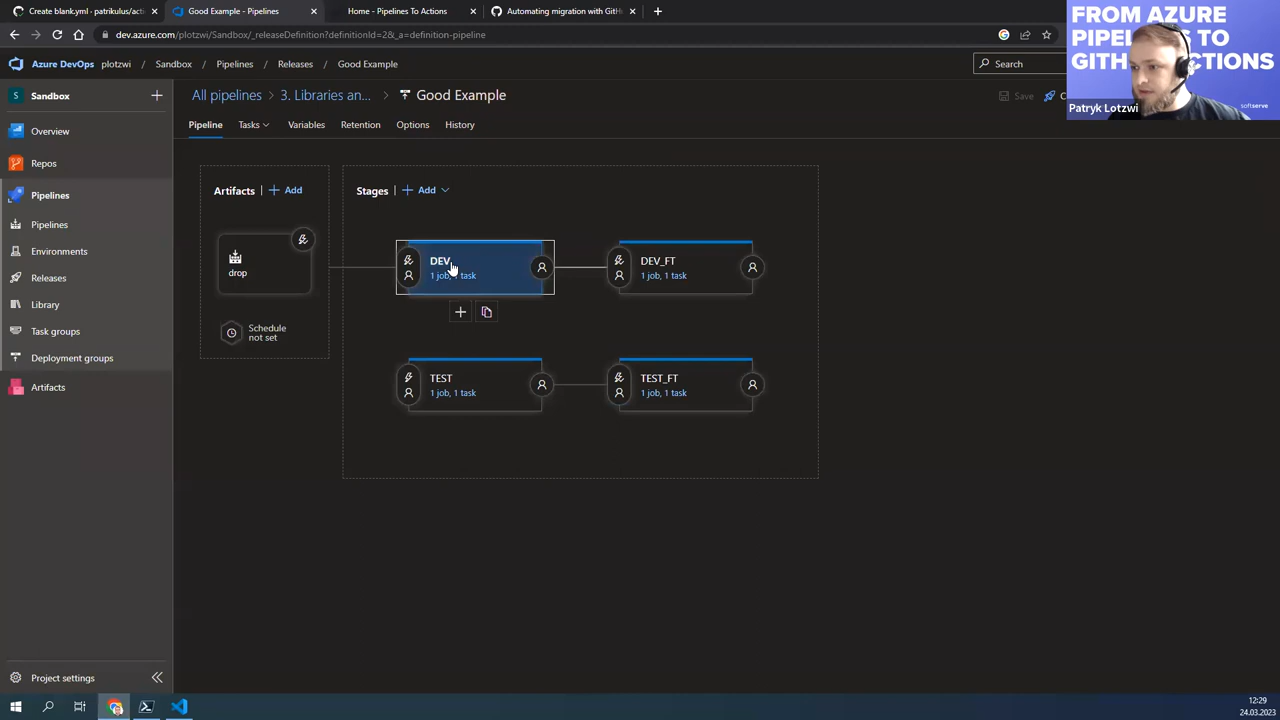 Create blank.yml - patrikulus/acti
Good Example - Pipelines
Home - Pipelines To Actions
Automating migration with GitH
dev.azure.com/plotzwi/Sandbox/_releaseDefinition?definitionId=2&_a=definition-pipeline
Azure DevOps plotzwi Sandbox Pipelines Releases Good Example
Search
Sandbox
All pipelines > 3. Libraries an... > Good Example
Save
C
Pipeline Tasks Variables Retention Options History
Overview
Repos
Pipelines
Pipelines
Environments
Releases
Library
Task groups
Deployment groups
Artifacts
Project settings
Artifacts | + Add
drop
Schedule
not set
Stages | + Add
DEV
1 job, 1 task
DEV_FT
1 job, 1 task
TEST
1 job, 1 task
TEST_FT
1 job, 1 task
FROM AZURE
PIPEL S TO
GITH CTIONS
Patryk Lotzwi
softserve
12:29
24.03.2023